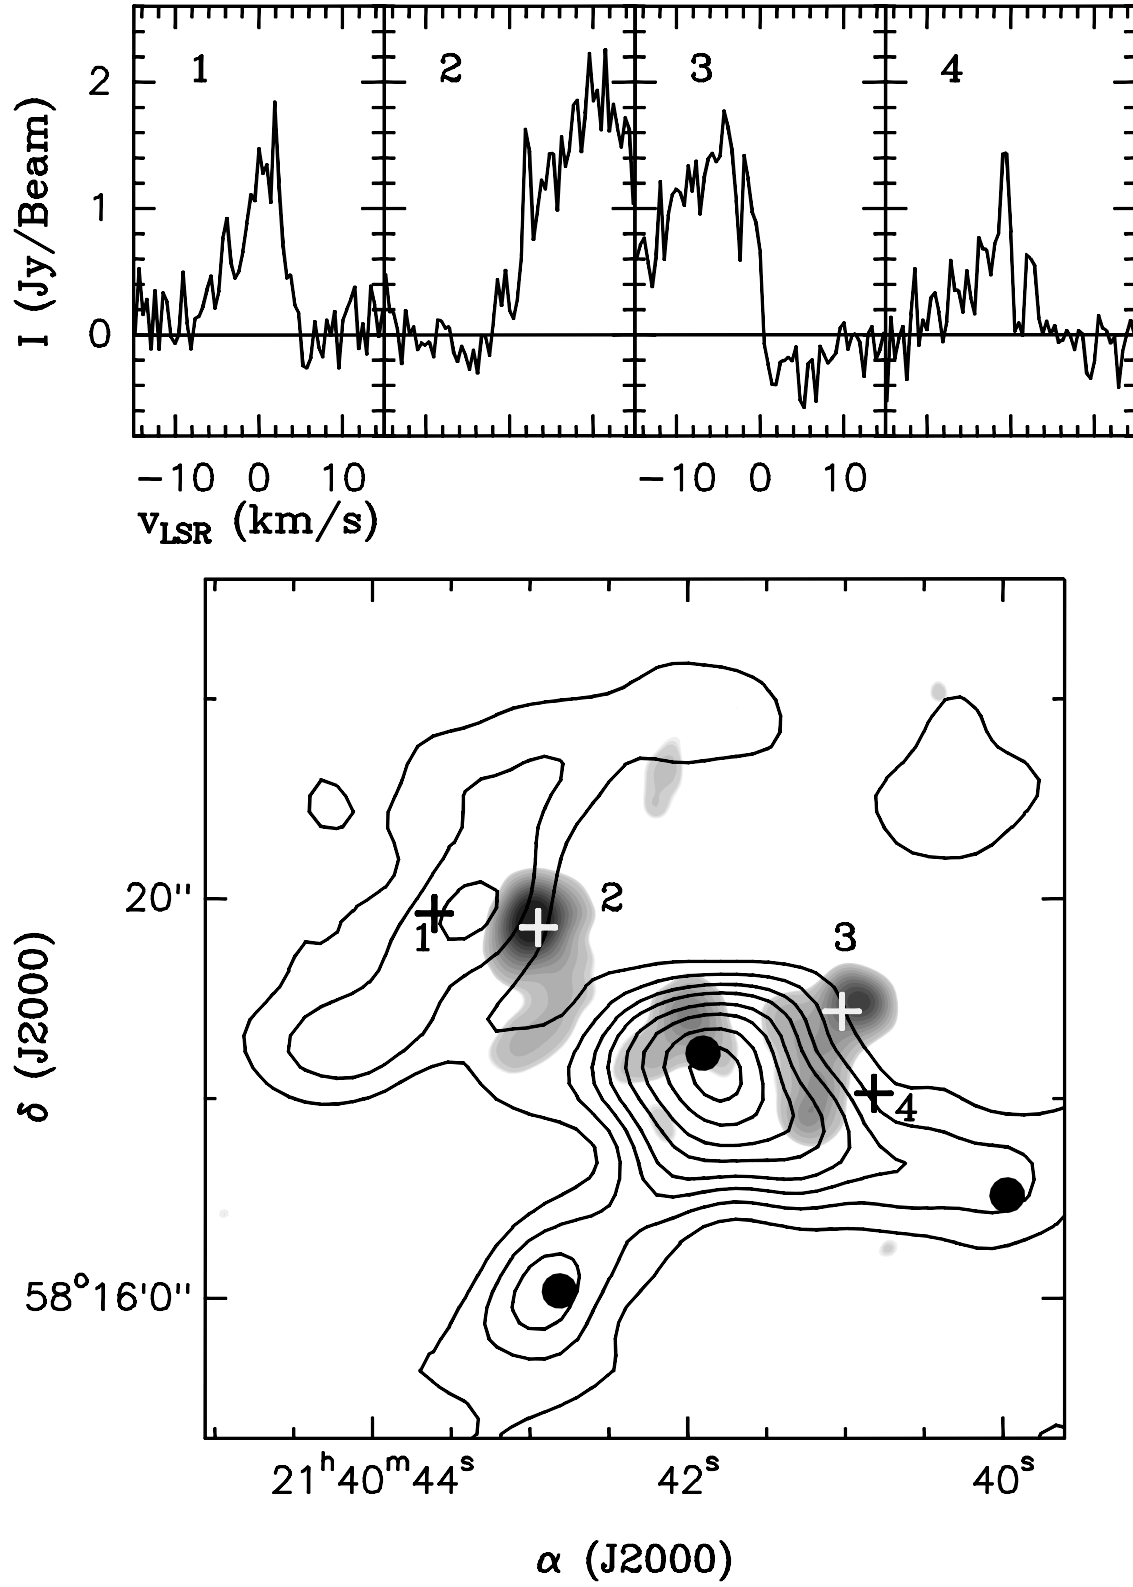 1 2 3 4
2
1
0
I (Jy/Beam)
−10 0 10 −10 0 10
vLSR (km/s)
20"
2
1
3
4
58°16'0"
δ (J2000)
21h40m44s 42s 40s
α (J2000)